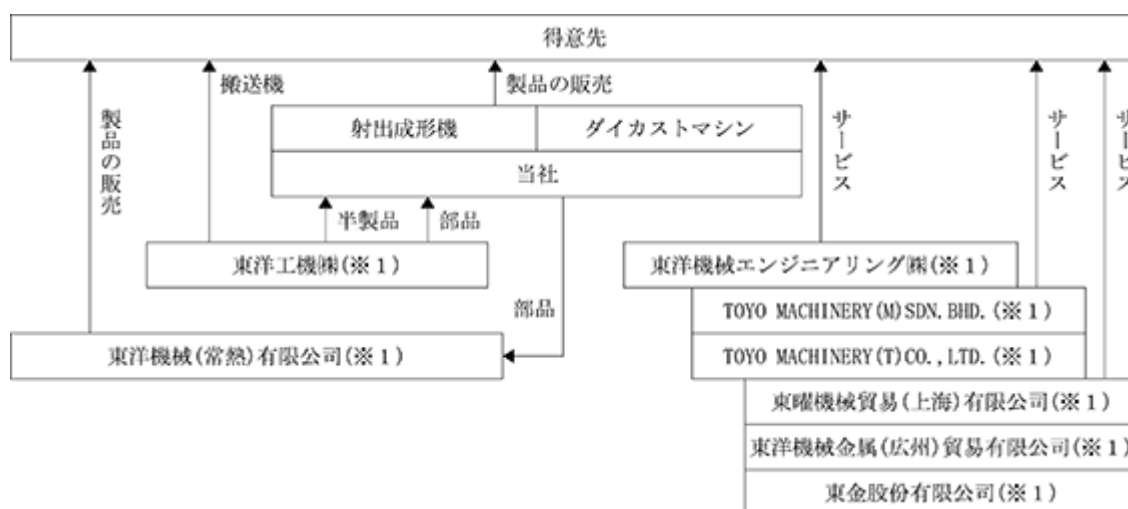 得意先
搬送機
製品の販売
製品の販売
射出成形機
ダイカストマシン
当社
サービス
サービス
サービス
半製品
部品
東洋工機㈱(※1)
東洋機械エンジニアリング㈱(※1)
部品
TOYO MACHINERY(M)SDN.BHD.(※1)
東洋機械(常熟)有限公司(※1)
TOYO MACHINERY(T)CO.,LTD.(※1)
東曜機械貿易(上海)有限公司(※1)
東洋機械金属(広州)貿易有限公司(※1)
東金股份有限公司(※1)